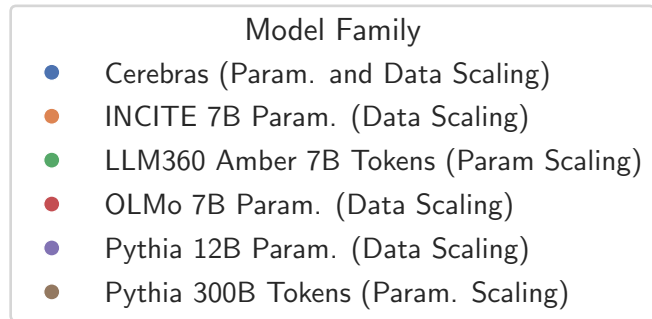 Model Family
Cerebras (Param. and Data Scaling)
INCITE 7B Param. (Data Scaling)
LLM360 Amber 7B Tokens (Param Scaling)
OLMo 7B Param. (Data Scaling)
Pythia 12B Param. (Data Scaling)
Pythia 300B Tokens (Param. Scaling)